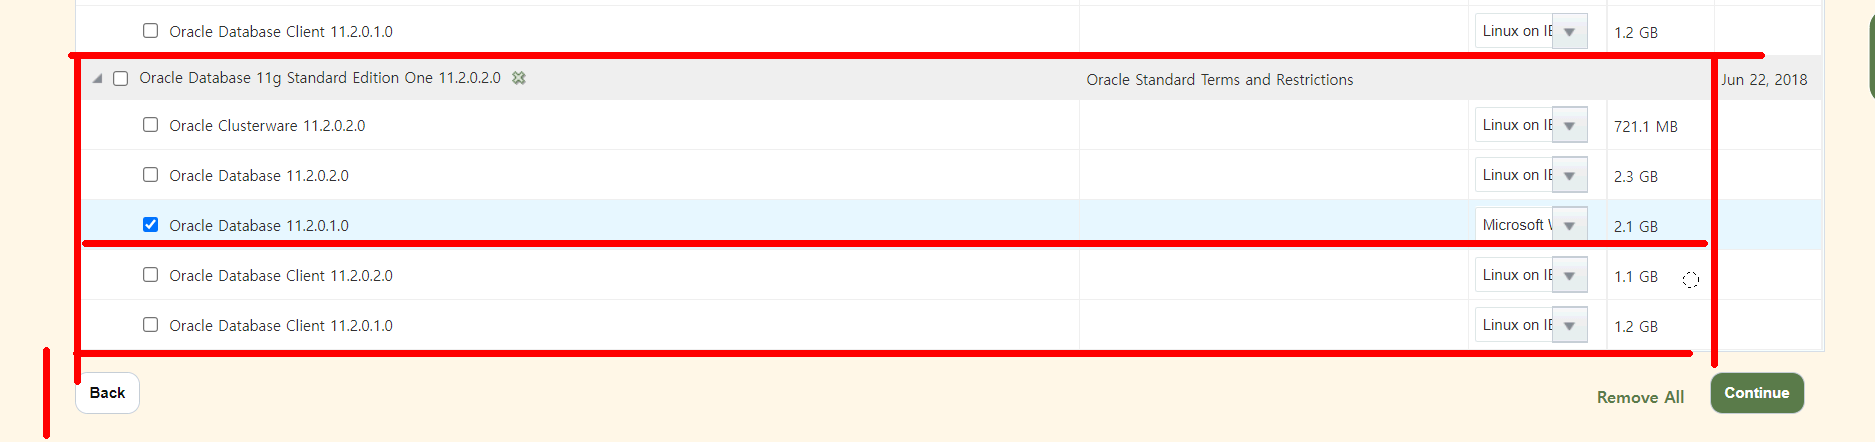 Oracle Database Client 11.2.0.1.0 Linux on IE 1.2 GB
Oracle Database 11g Standard Edition One 11.2.0.2.0 Oracle Standard Terms and Restrictions Jun 22, 2018
Oracle Clusterware 11.2.0.2.0 Linux on IE 721.1 MB
Oracle Database 11.2.0.2.0 Linux on IE 2.3 GB
Oracle Database 11.2.0.1.0 Microsoft W 2.1 GB
Oracle Database Client 11.2.0.2.0 Linux on IE 1.1 GB
Oracle Database Client 11.2.0.1.0 Linux on IE 1.2 GB
Back Remove All Continue